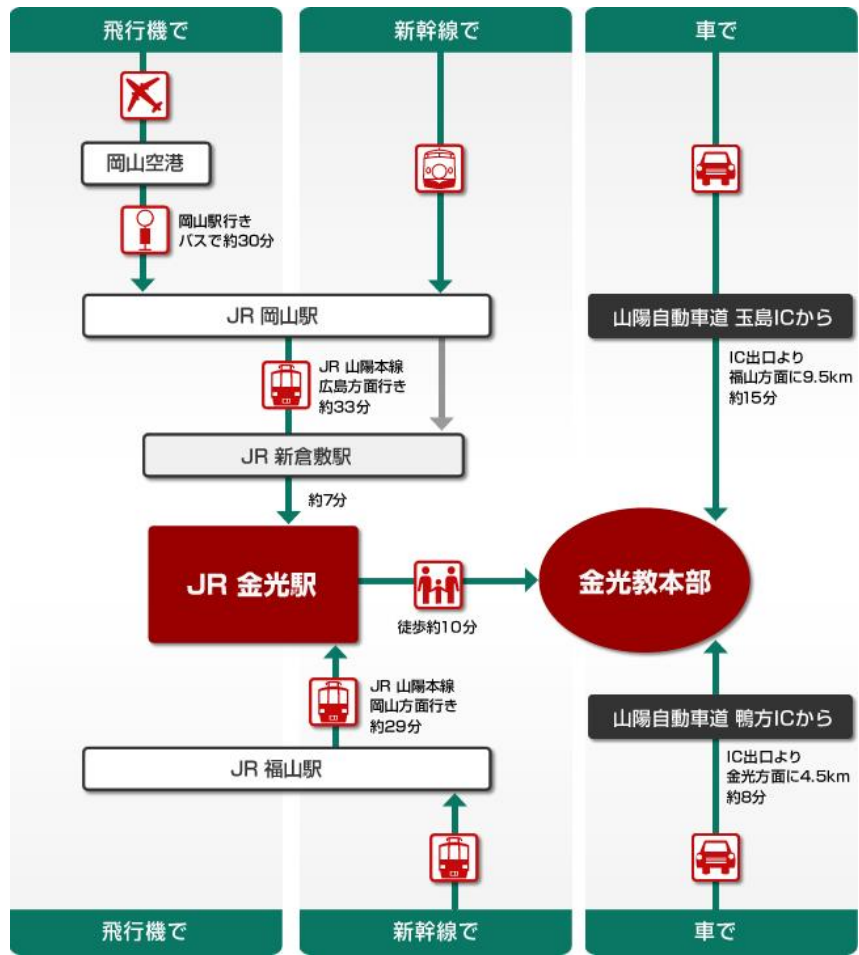 飛行機で
新幹線で
車で
岡山空港
岡山駅行き
バスで約30分
JR 岡山駅
山陽自動車道 玉島ICから
JR 山陽本線
広島方面行き
約33分
IC出口より
福山方面に9.5km
約15分
JR 新倉敷駅
約7分
JR 金光駅
徒歩約10分
金光教本部
JR 山陽本線
岡山方面行き
約29分
山陽自動車道 鴨方ICから
JR 福山駅
IC出口より
金光方面に4.5km
約8分
飛行機で
新幹線で
車で